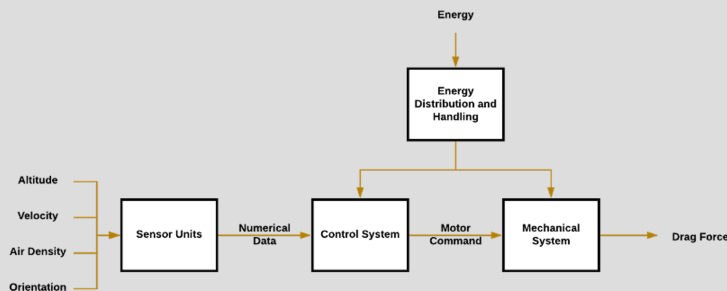 Energy
Energy
Distribution and
Handling
Altitude
Velocity
Air Density
Orientation
Sensor Units
Numerical
Data
Control System
Motor
Command
Mechanical
System
Drag Force